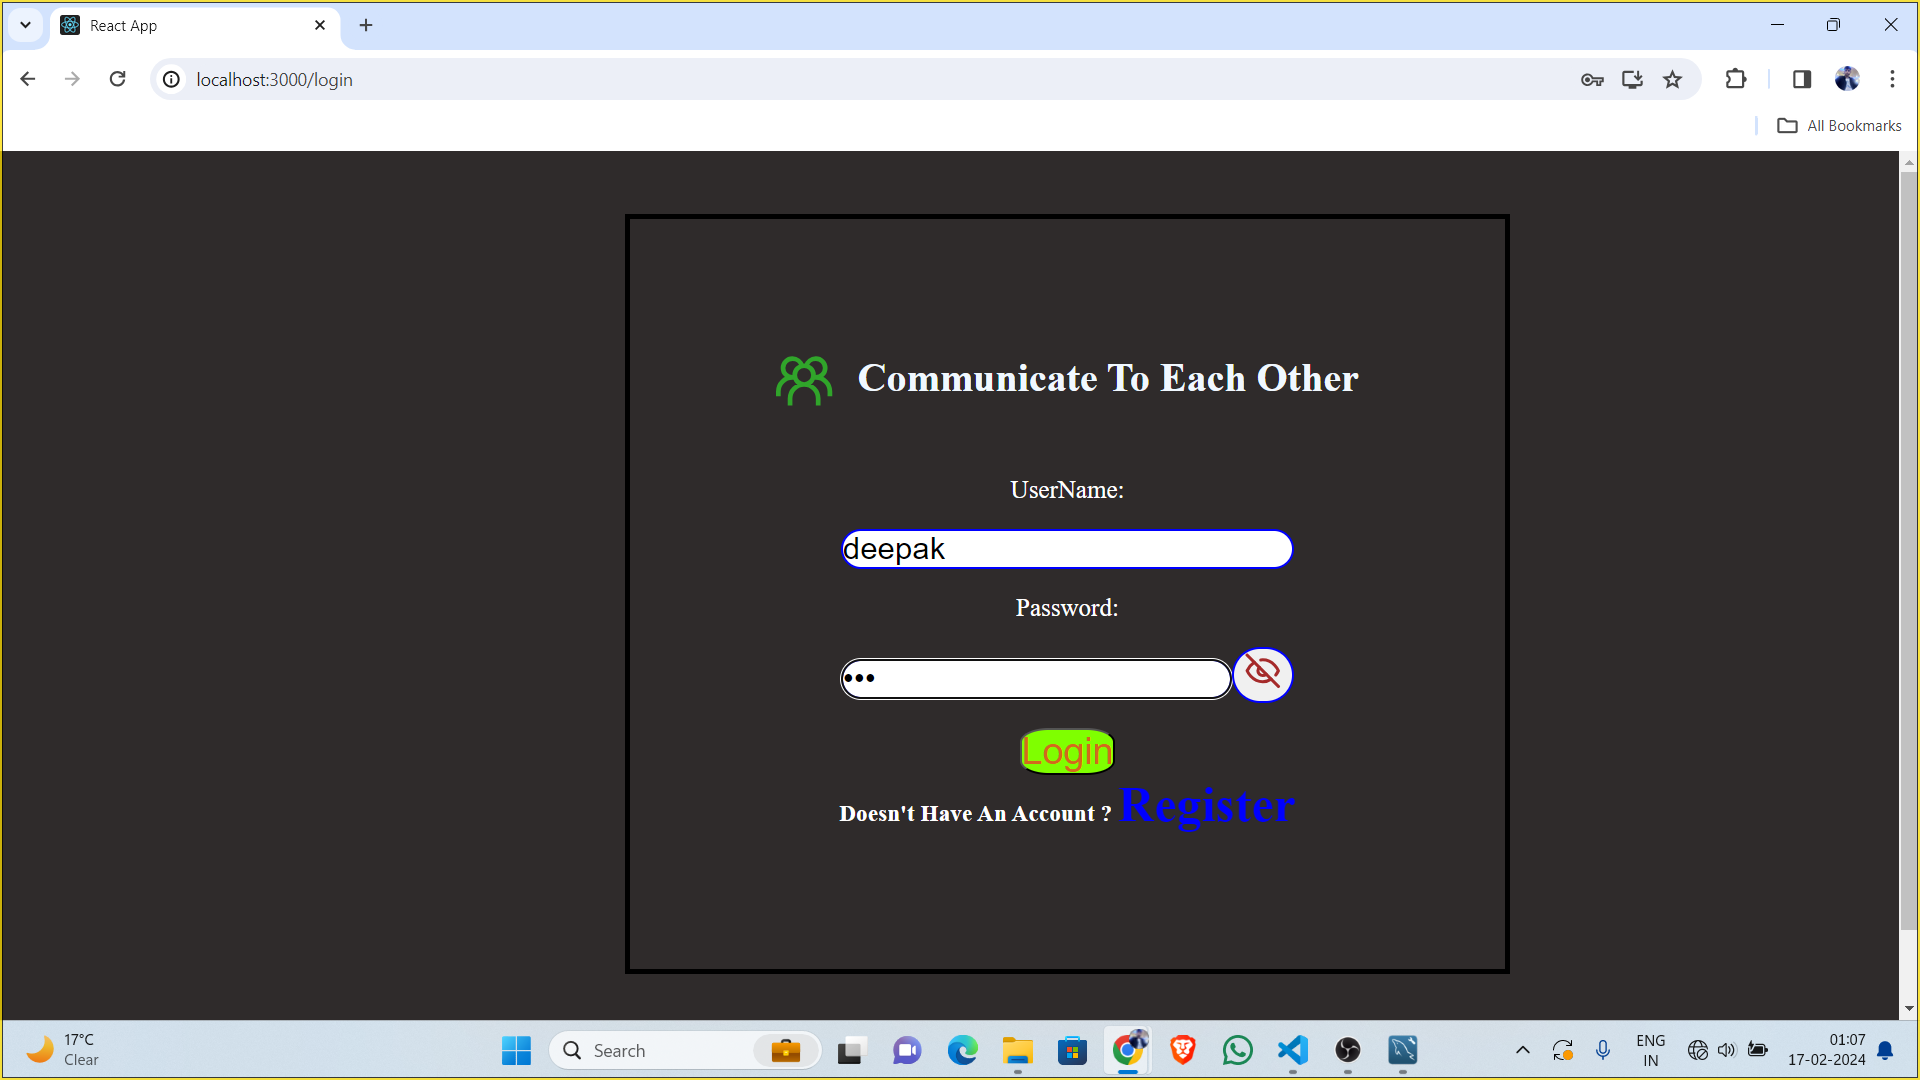 React App
localhost:3000/login
All Bookmarks
Communicate To Each Other
UserName:
deepak
Password:
•••
Login
Doesn't Have An Account ? Register
17°C
Clear
Search
ENG
IN
01:07
17-02-2024